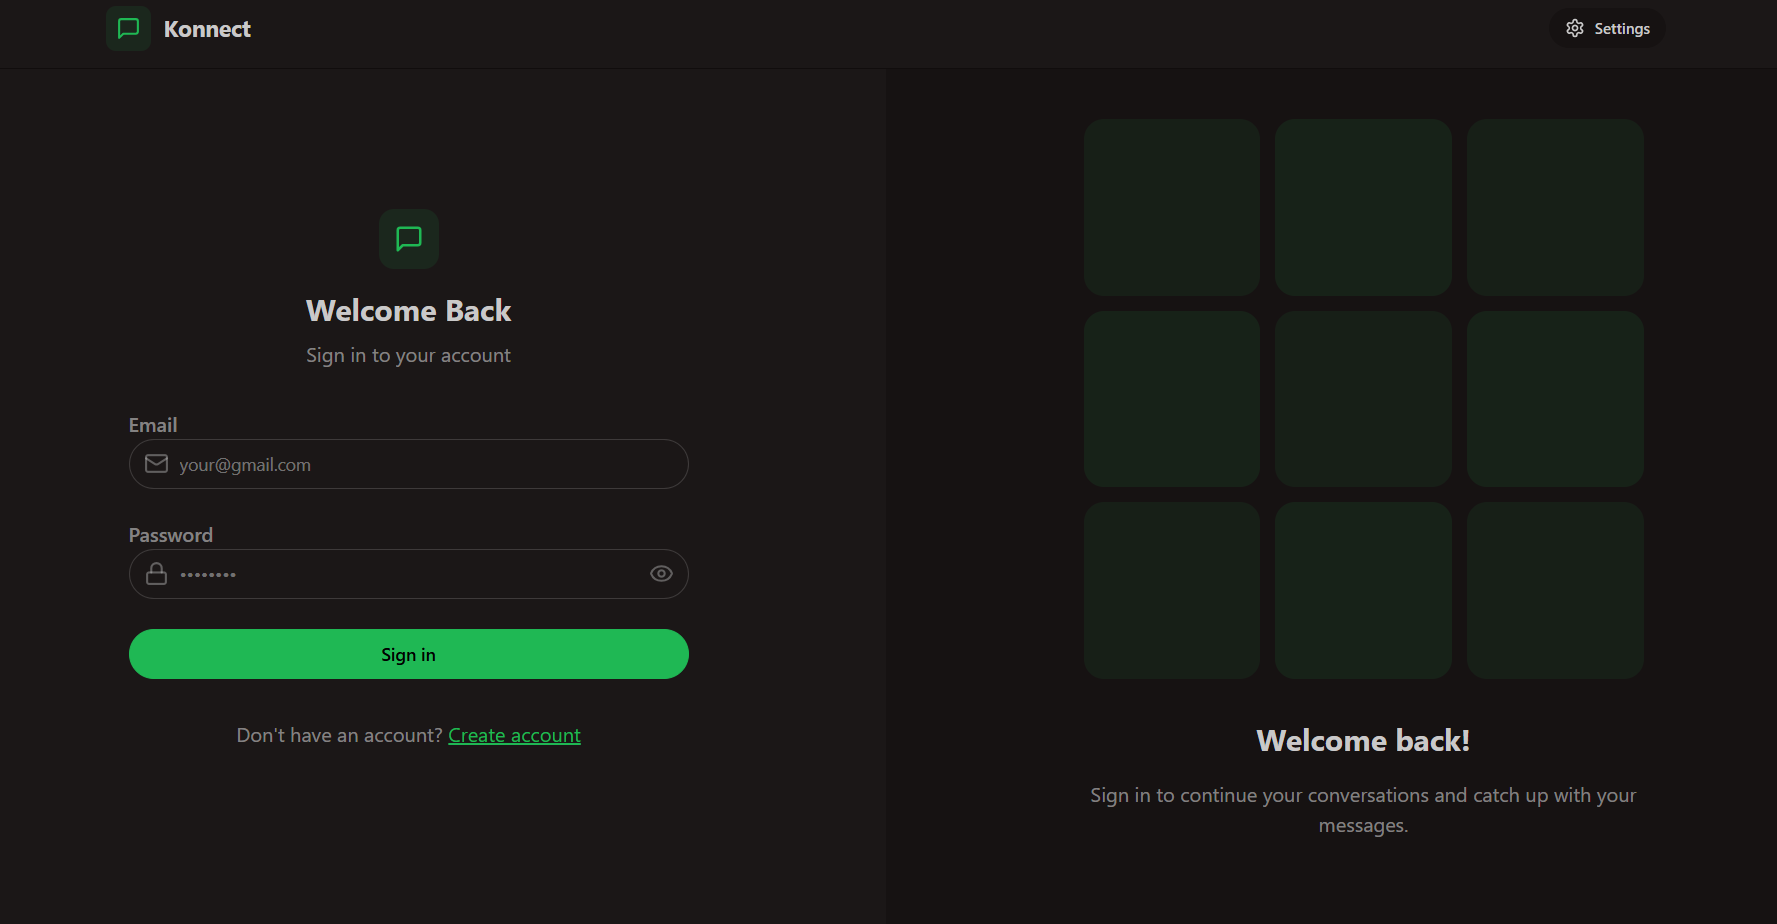 Konnect
Settings
Welcome Back
Sign in to your account
Email
your@gmail.com
Password
••••••••
Sign in
Don't have an account? Create account
Welcome back!
Sign in to continue your conversations and catch up with your
messages.